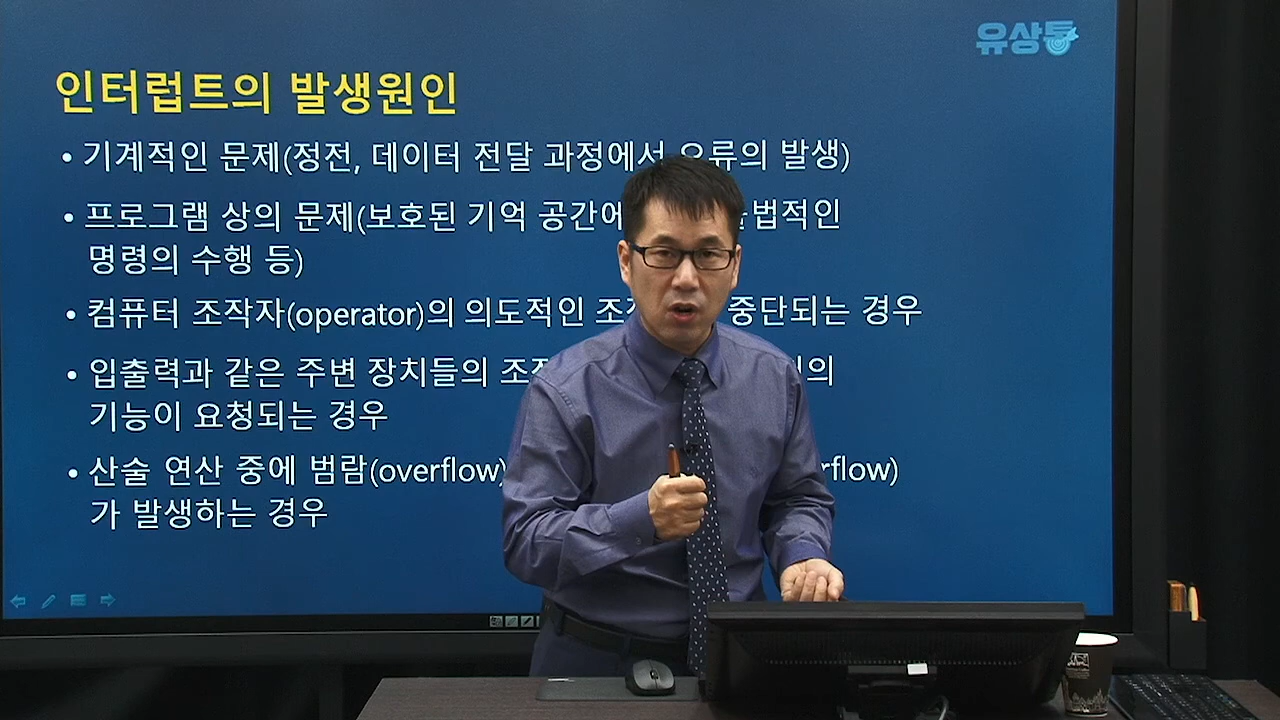 유상통
인터럽트의 발생원인
• 기계적인 문제(정전, 데이터 전달 과정에서 오류의 발생)
• 프로그램 상의 문제(보호된 기억 공간에 법적인
명령의 수행 등)
• 컴퓨터 조작자(operator)의 의도적인 중단되는 경우
• 입출력과 같은 주변 장치들의
기능이 요청되는 경우
• 산술 연산 중에 범람(overflow)
가 발생하는 경우